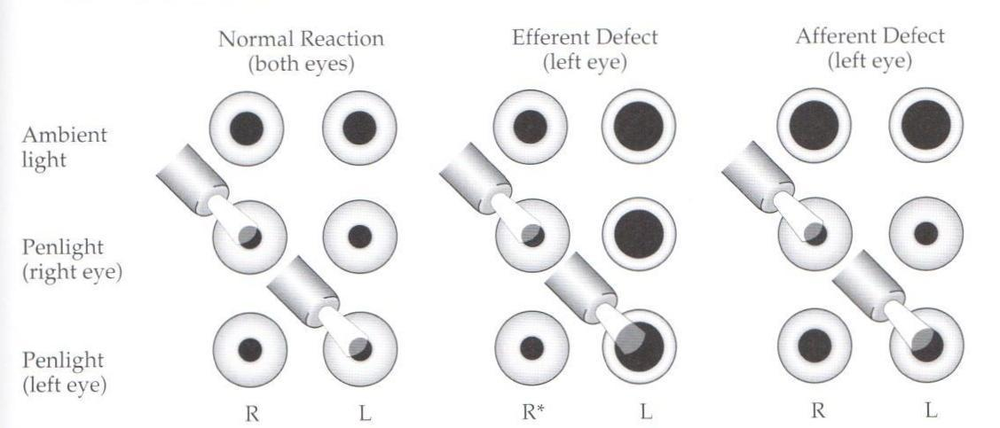 Normal Reaction
(both eyes)
Efferent Defect
(left eye)
Afferent Defect
(left eye)
Ambient
light
Penlight
(right eye)
Penlight
(left eye)
R
L
R*
L
R
L